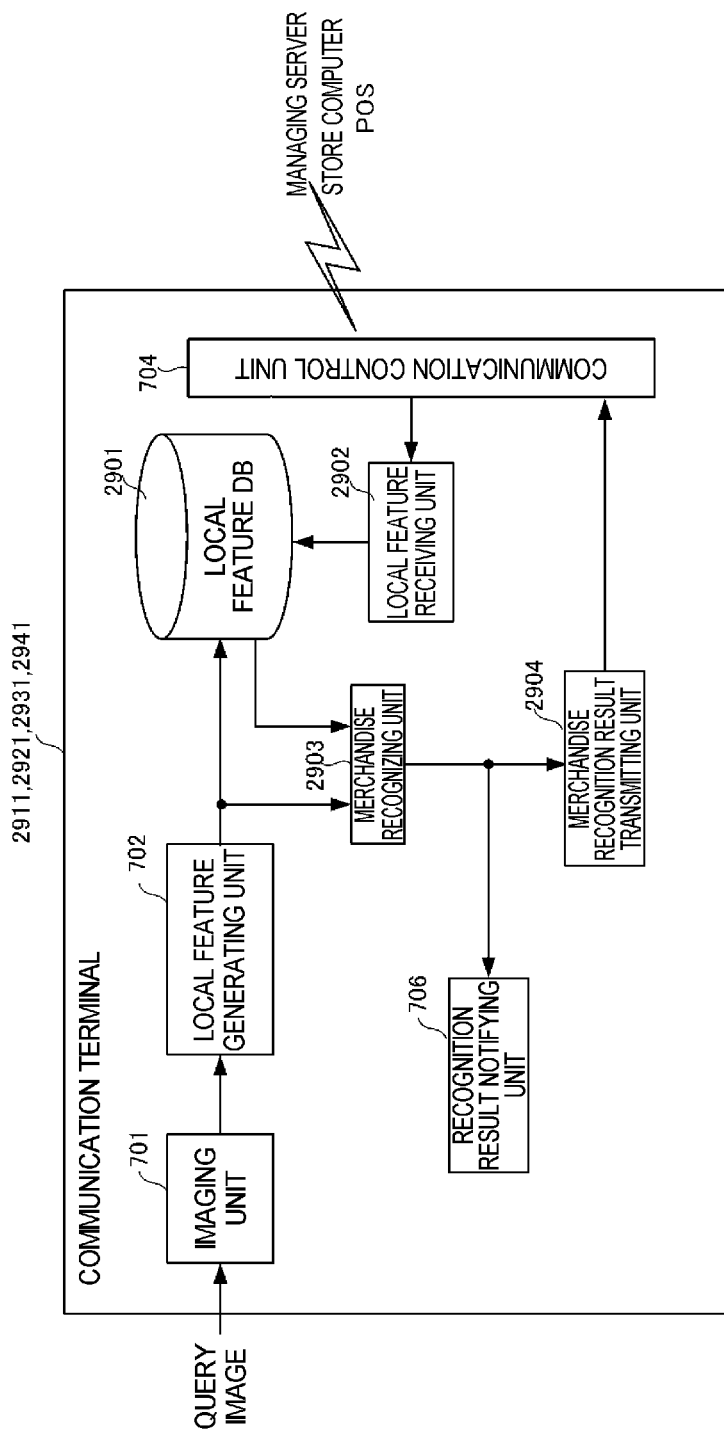 2911,2921,2931,2941
COMMUNICATION TERMINAL
QUERY
IMAGE
701
IMAGING
UNIT
702
LOCAL FEATURE
GENERATING UNIT
2901
LOCAL
FEATURE DB
704
COMMUNICATION CONTROL UNIT
MANAGING SERVER
STORE COMPUTER
POS
2902
LOCAL FEATURE
RECEIVING UNIT
2903
MERCHANDISE
RECOGNIZING UNIT
706
RECOGNITION
RESULT NOTIFYING
UNIT
2904
MERCHANDISE
RECOGNITION RESULT
TRANSMITTING UNIT